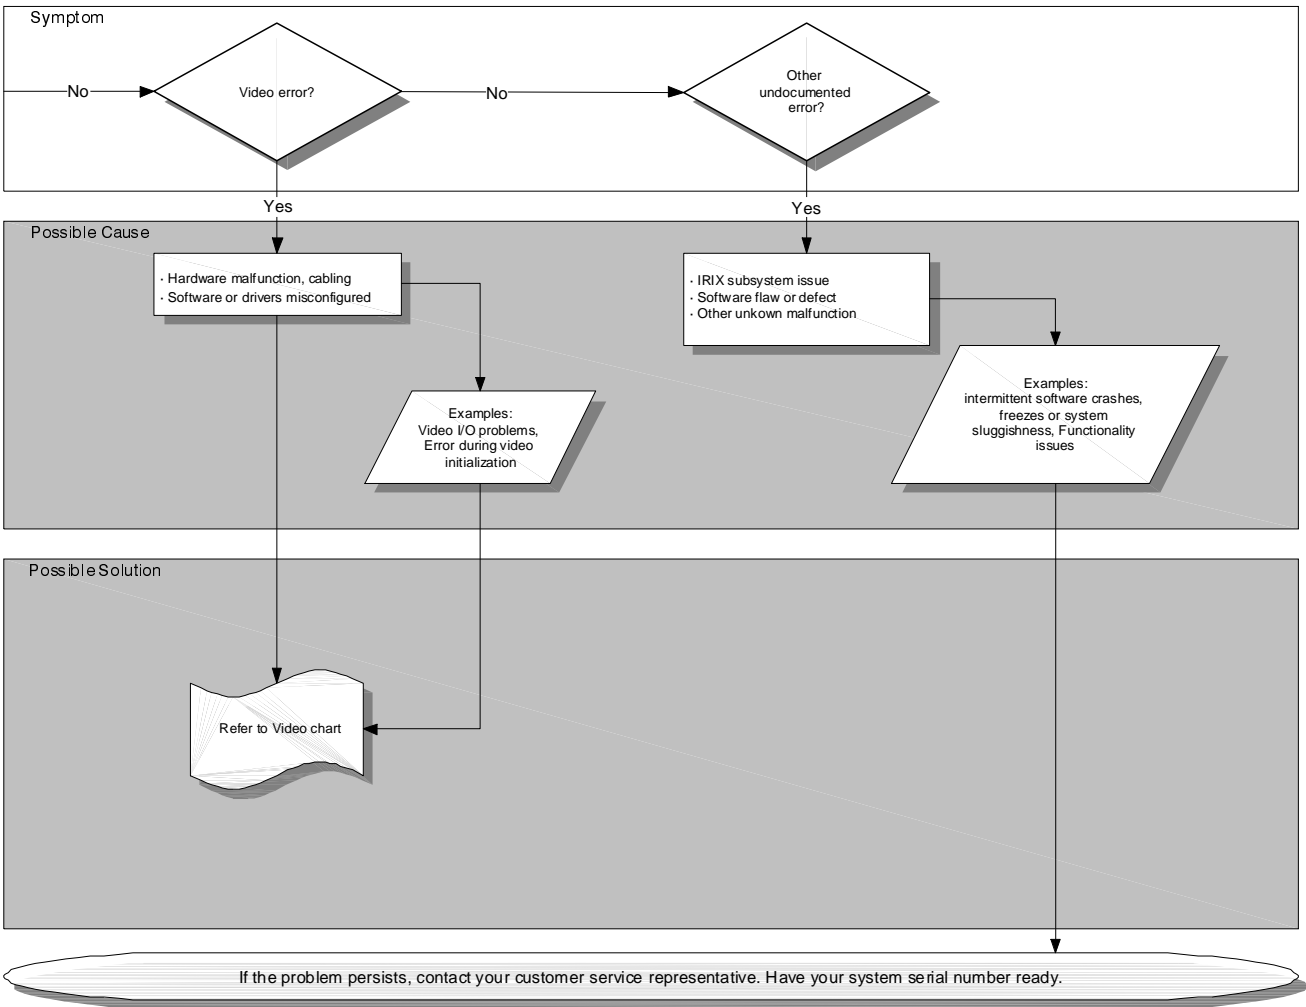 Symptom
No
Video error?
No
Other
undocumented
error?
Yes
Yes
Possible Cause
· Hardware malfunction, cabling
· Software or drivers misconfigured
· IRIX subsystem issue
· Software flaw or defect
· Other unkown malfunction
Examples:
Video I/O problems,
Error during video
initialization
Examples:
intermittent software crashes,
freezes or system
sluggishness, Functionality
issues
Possible Solution
Refer to Video chart
If the problem persists, contact your customer service representative. Have your system serial number ready.